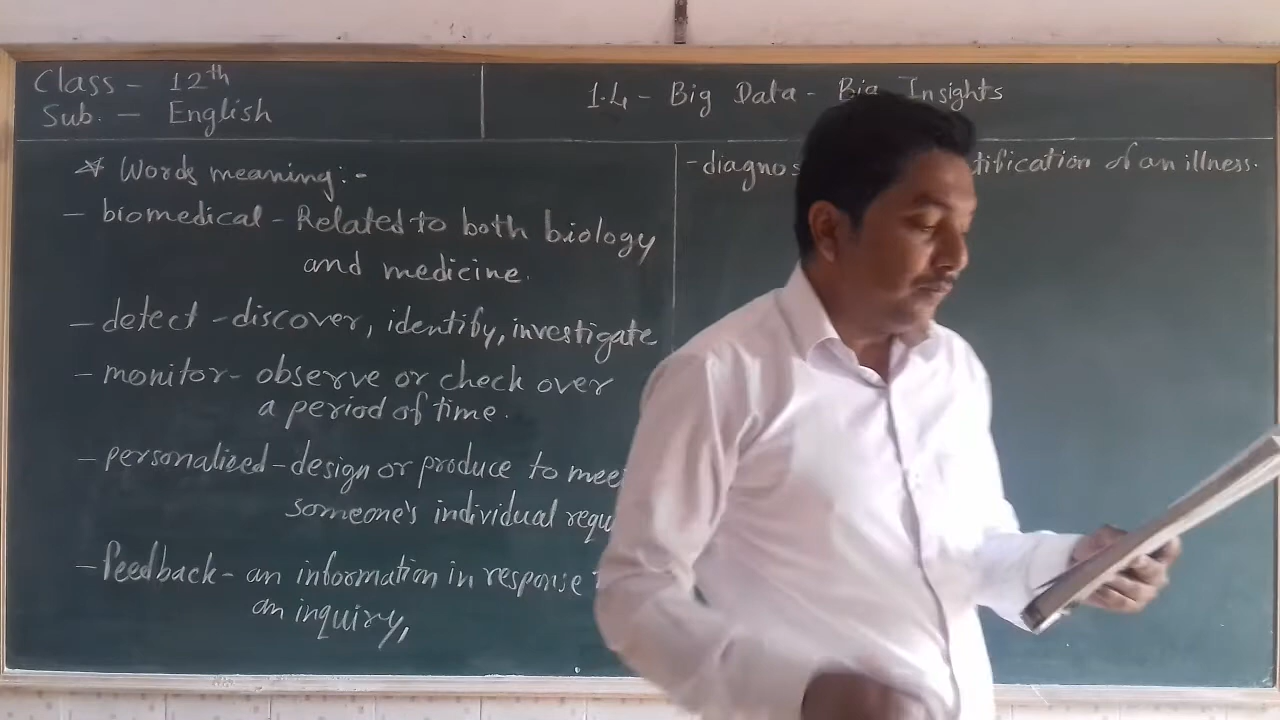 Class - 12th
Sub. - English
1.4 - Big Data - Big Insights
* Words meaning:-
- biomedical - Related to both biology
and medicine.
- detect - discover, identify, investigate
- monitor - observe or check over
a period of time.
- personalized - design or produce to
someone's individual
- feedback - an information in response
an inquiry,
of an illness.